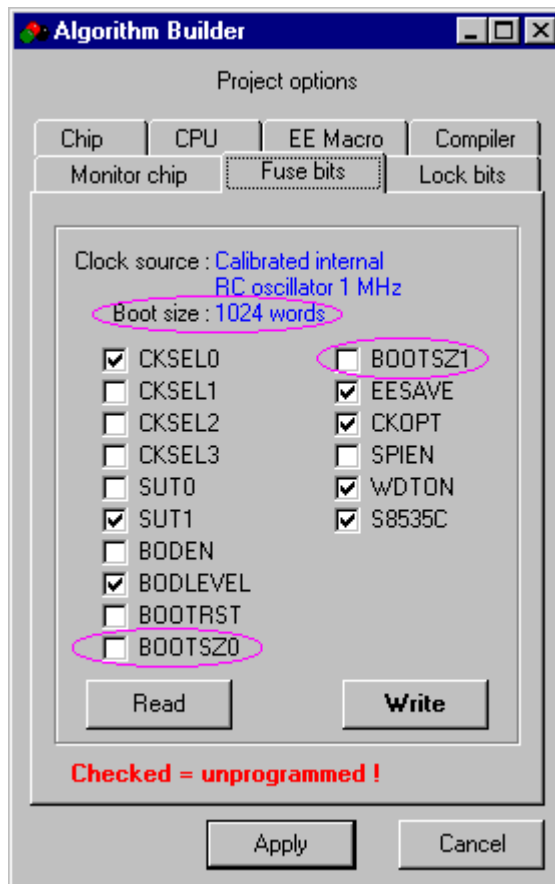 Algorithm Builder
Project options
Chip CPU EE Macro Compiler
Monitor chip Fuse bits Lock bits
Clock source : Calibrated internal
RC oscillator 1 MHz
Boot size : 1024 words
CKSEL0
CKSEL1
CKSEL2
CKSEL3
SUT0
SUT1
BODEN
BODLEVEL
BOOTRST
BOOTSZ0
BOOTSZ1
EESAVE
CKOPT
SPIEN
WDTON
S8535C
Read Write
Checked = unprogrammed !
Apply Cancel